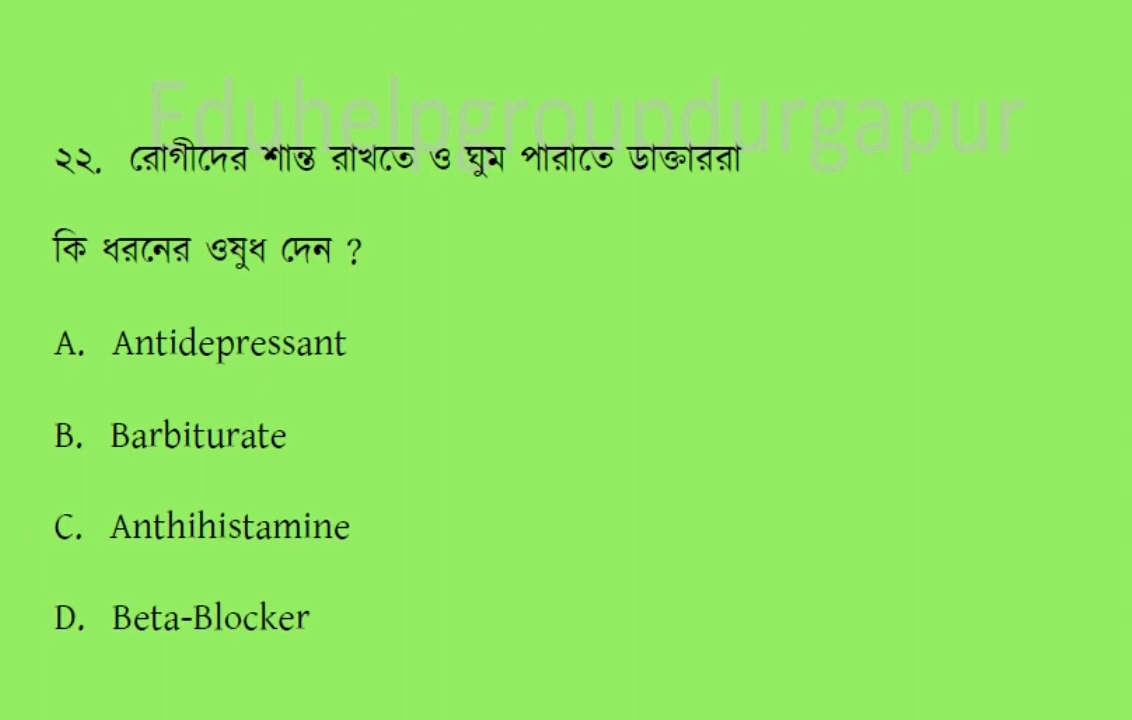 Eduhelpgroupdurgapur
২২. রোগীদের শান্ত রাখতে ও ঘুম পারাতে ডাক্তাররা
কি ধরনের ওষুধ দেন ?
A. Antidepressant
B. Barbiturate
C. Anthihistamine
D. Beta-Blocker